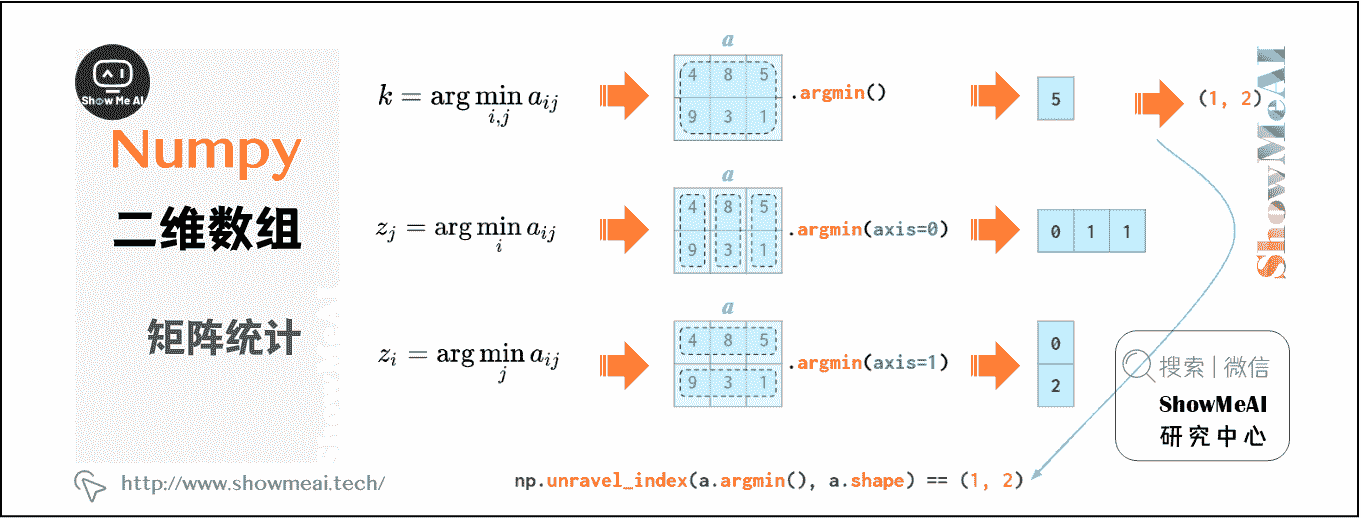 Show Me AI
Numpy
二维数组
矩阵统计
k = arg min a_{ij}
i,j
a
4 8 5
9 3 1
.argmin()
5
(1, 2)
z_j = arg min a_{ij}
i
a
4 8 5
9 3 1
.argmin(axis=0)
0 1 1
z_i = arg min a_{ij}
j
a
4 8 5
9 3 1
.argmin(axis=1)
0
2
ShowMeAI
搜索 | 微信
ShowMeAI
研究中心
http://www.showmeai.tech/
np.unravel_index(a.argmin(), a.shape) == (1, 2)